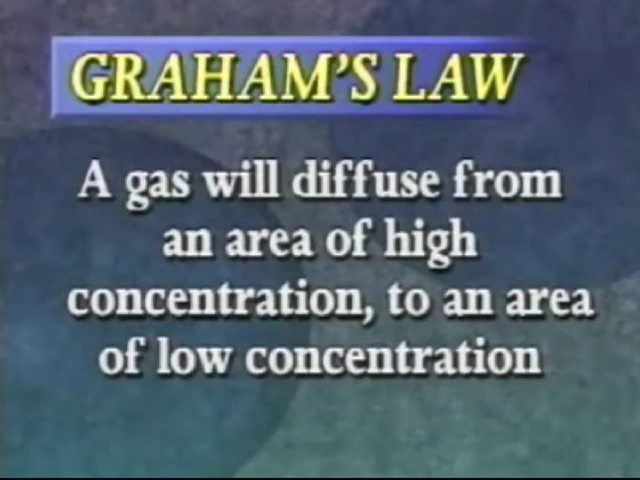 GRAHAM'S LAW
A gas will diffuse from
an area of high
concentration, to an area
of low concentration